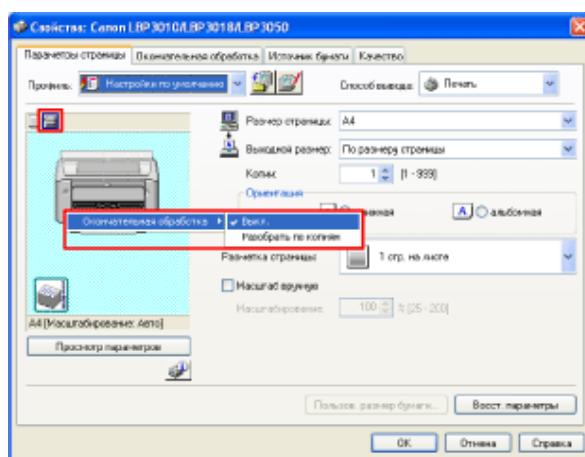 Свойства: Canon LBP3010/LBP3018/LBP3050
Параметры страницы Окончательная обработка Источник бумаги Качество
Профиль: Настройки по умолчанию Способ вывода: Печать
Размер страницы: A4
Выходной размер: По размеру страницы
Копии: 1 [1 - 999]
Ориентация
A альбомная
Окончательная обработка Выкл.
Разобрать по копиям
Разметка страницы: 1 стр. на листе
Масштаб вручную
Масштабирование: 100 % [25 - 200]
A4 [Масштабирование: Авто]
Просмотр параметров
Пользов. размер бумаги... Восст. параметры
OK Отмена Справка